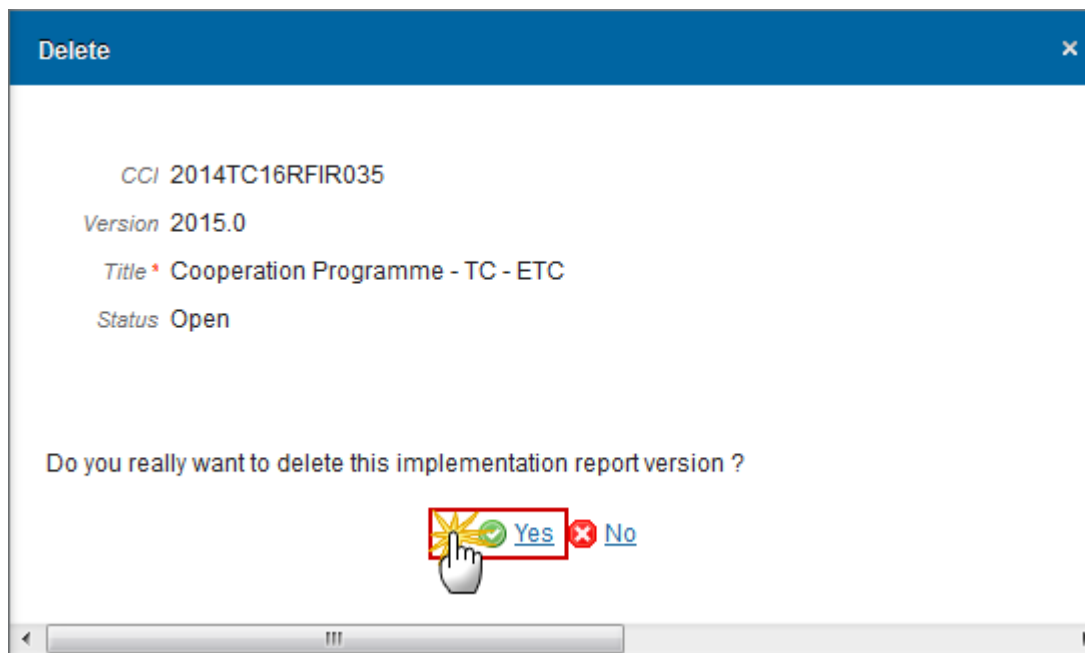 Delete
CCI 2014TC16RFIR035
Version 2015.0
Title * Cooperation Programme - TC - ETC
Status Open
Do you really want to delete this implementation report version ?
Yes No